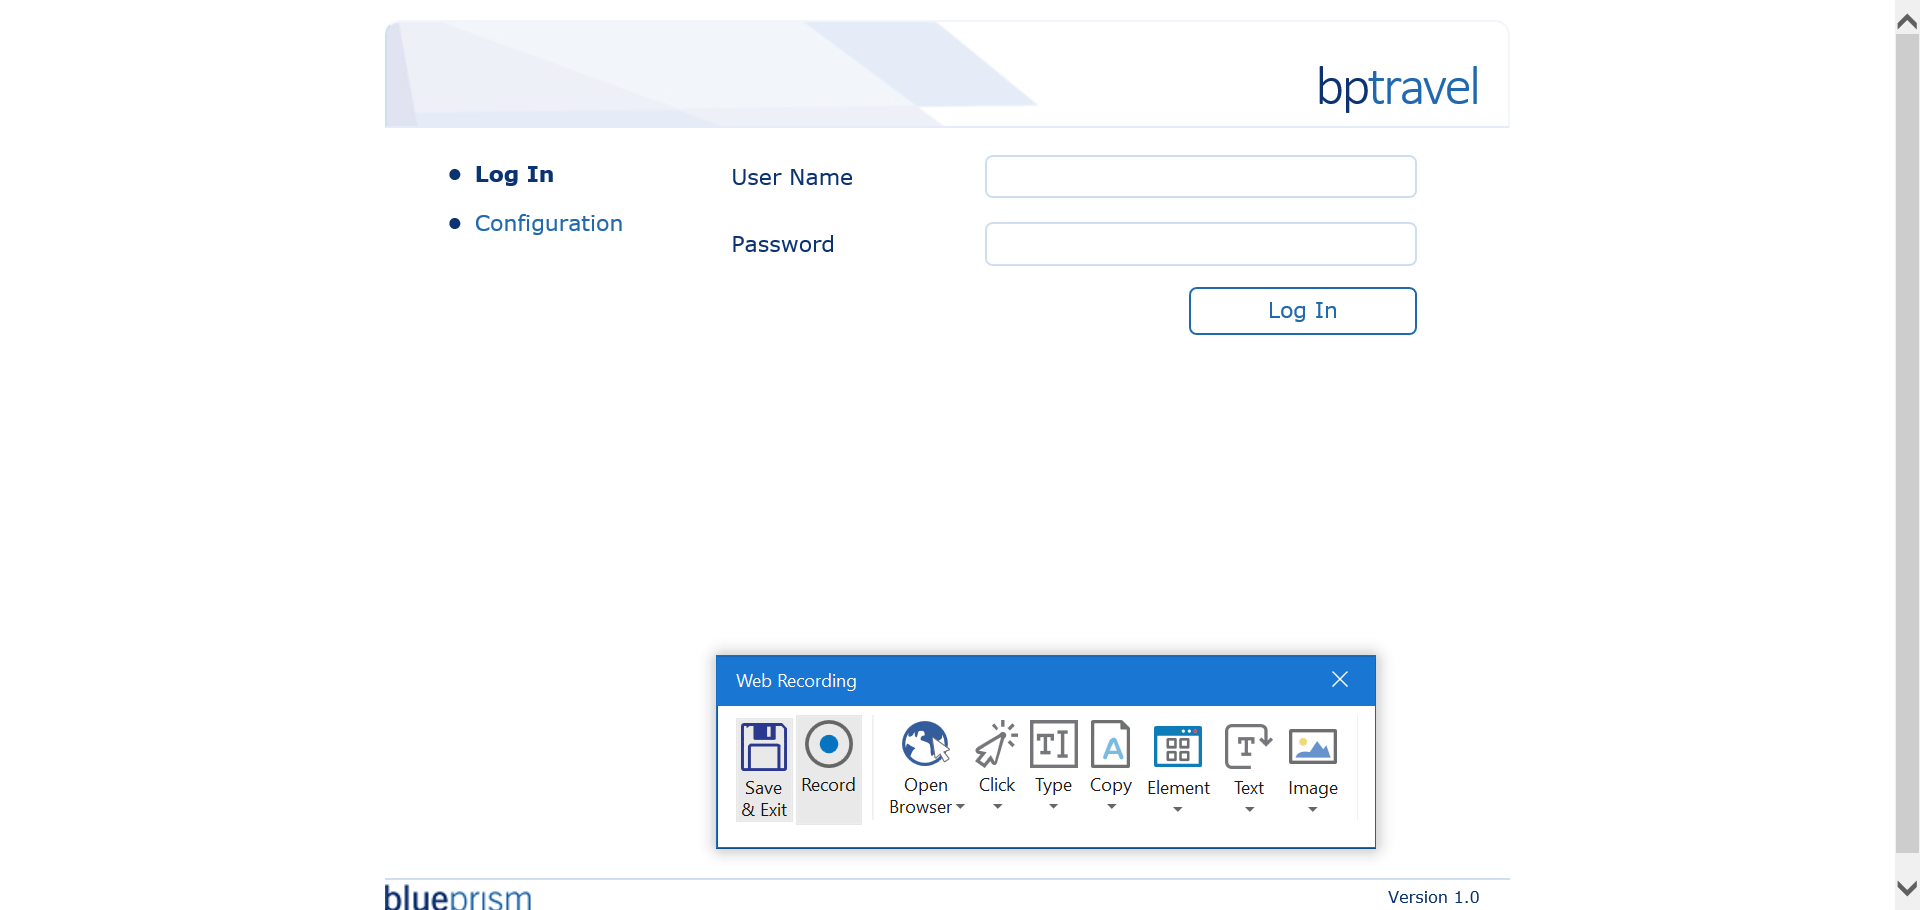 bptravel
Log In
Configuration
User Name
Password
Log In
Web Recording
Save & Exit
Record
Open Browser
Click
Type
Copy
Element
Text
Image
blueprism
Version 1.0